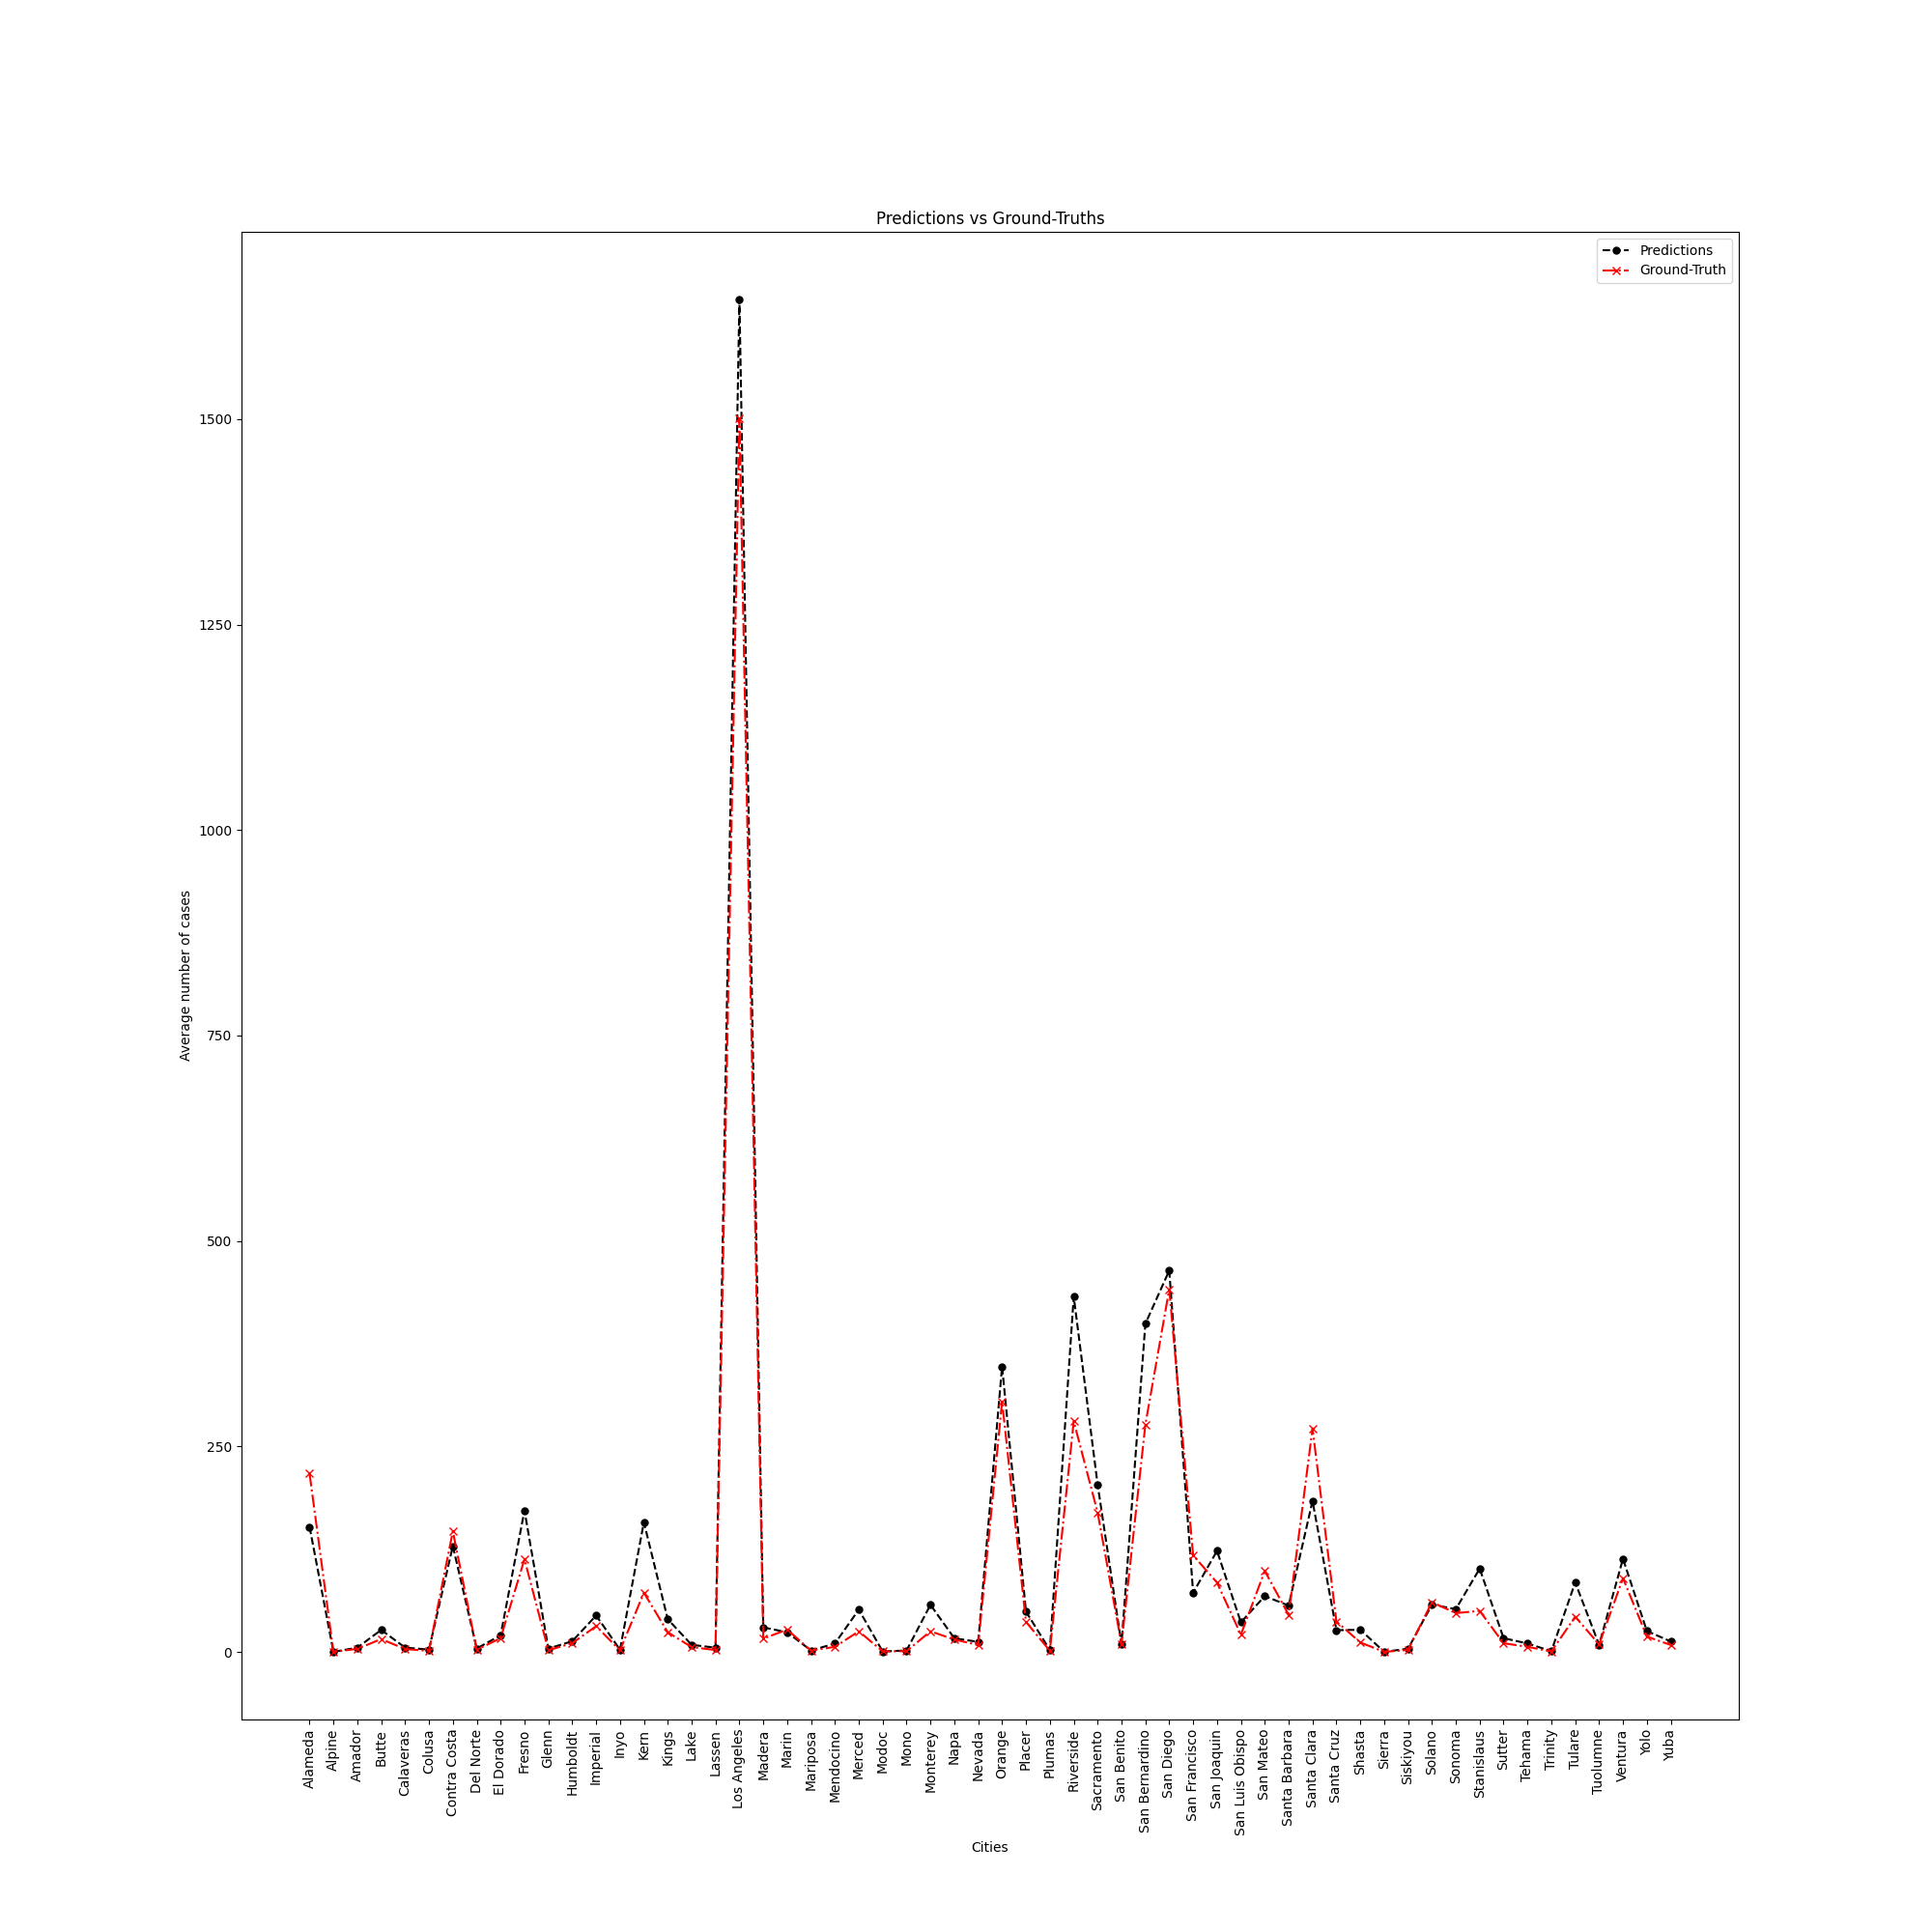 Predictions vs Ground-Truths
Predictions
Ground-Truth
Average number of cases
1500
1250
1000
750
500
250
0
Alameda
Alpine
Amador
Butte
Calaveras
Colusa
Contra Costa
Del Norte
El Dorado
Fresno
Glenn
Humboldt
Imperial
Inyo
Kern
Kings
Lake
Lassen
Los Angeles
Madera
Marin
Mariposa
Mendocino
Merced
Modoc
Mono
Monterey
Napa
Nevada
Orange
Placer
Plumas
Riverside
Sacramento
San Benito
San Bernardino
San Diego
San Francisco
San Joaquin
San Luis Obispo
San Mateo
Santa Barbara
Santa Clara
Santa Cruz
Shasta
Sierra
Siskiyou
Solano
Sonoma
Stanislaus
Sutter
Tehama
Trinity
Tulare
Tuolumne
Ventura
Yolo
Yuba
Cities